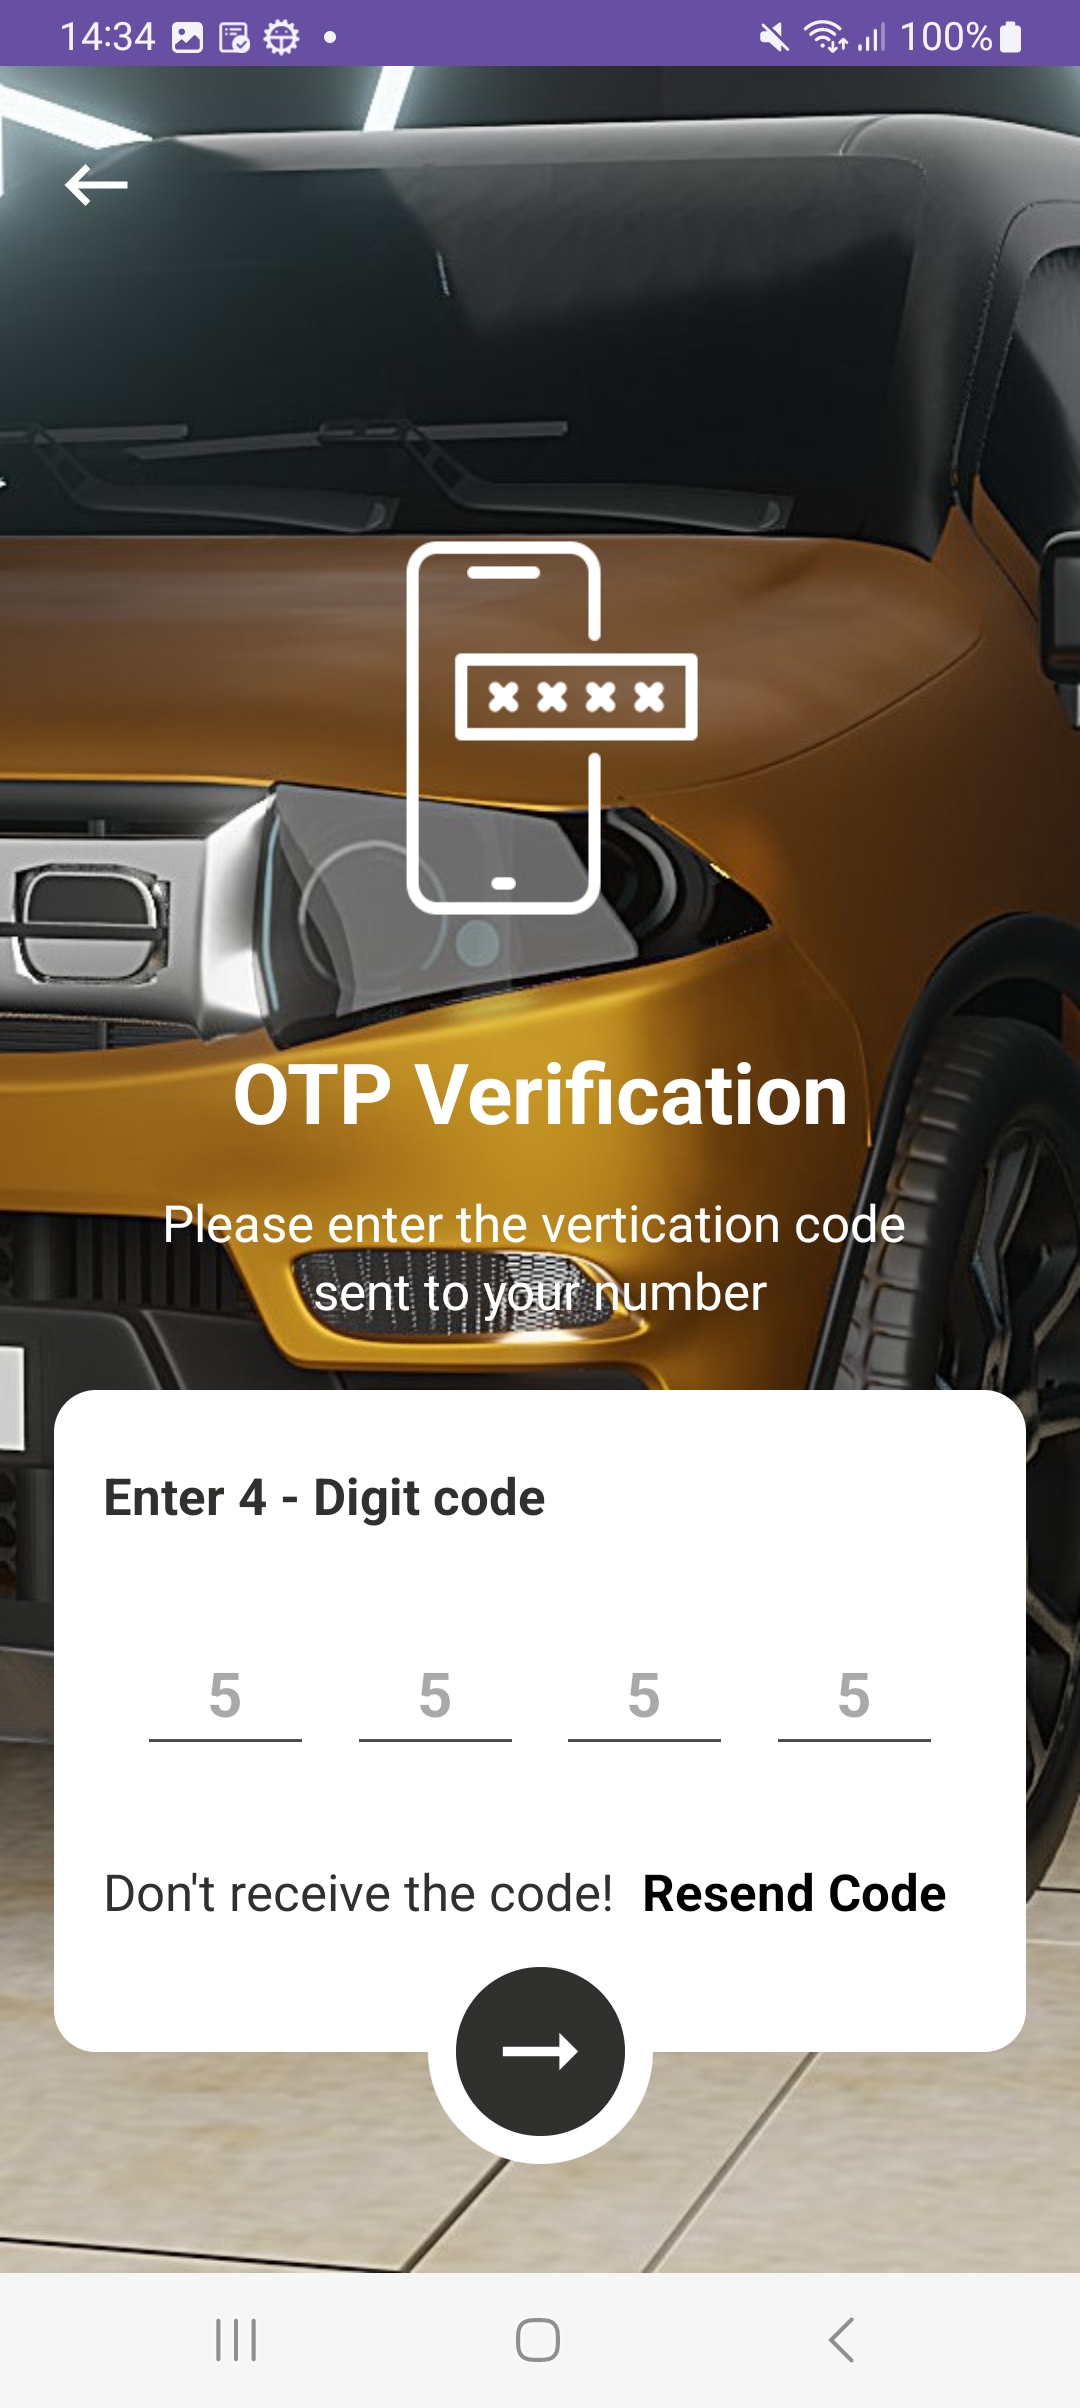 14:34 100%
OTP Verification
Please enter the vertication code
sent to your number
Enter 4 - Digit code
5 5 5 5
Don't receive the code! Resend Code